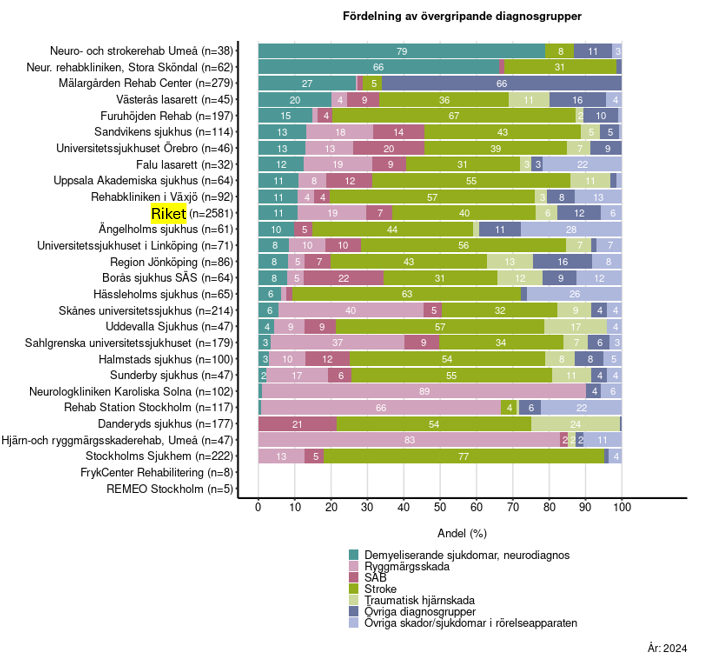 Fördelning av övergripande diagnosgrupper
Neuro- och strokerehab Umeå (n=38) 79 8 11 3
Neur. rehabkliniken, Stora Sköndal (n=62) 66 31
Mälargården Rehab Center (n=279) 27 5 66
Västerås lasarett (n=45) 20 4 9 36 11 16 4
Furuhöjden Rehab (n=197) 15 4 67 2 10
Sandvikens sjukhus (n=114) 13 18 14 43 5 5
Universitetssjukhuset Örebro (n=46) 13 13 20 39 7 9
Falu lasarett (n=32) 12 19 9 31 3 3 22
Uppsala Akademiska sjukhus (n=64) 11 8 12 55 11
Rehabkliniken i Växjö (n=92) 11 4 4 57 3 8 13
Riket (n=2581) 11 19 7 40 6 12 6
Ängelholms sjukhus (n=61) 10 5 44 11 28
Universitetssjukhuset i Linköping (n=71) 8 10 10 56 7 7
Region Jönköping (n=86) 8 5 7 43 13 16 8
Borås sjukhus SÄS (n=64) 8 5 22 31 12 9 12
Hässleholms sjukhus (n=65) 6 63 26
Skånes universitetssjukhus (n=214) 6 40 5 32 9 4 4
Uddevalla Sjukhus (n=47) 4 9 9 57 17 4
Sahlgrenska universitetssjukhuset (n=179) 3 37 9 34 7 6 3
Halmstads sjukhus (n=100) 3 10 12 54 8 8 5
Sunderby sjukhus (n=47) 2 17 6 55 11 4 4
Neurologkliniken Karoliska Solna (n=102) 89 4 6
Rehab Station Stockholm (n=117) 66 4 6 22
Danderyds sjukhus (n=177) 21 54 24
Hjärn-och ryggmärgsskaderehab, Umeå (n=47) 83 2 2 2 11
Stockholms Sjukhem (n=222) 13 5 77 4
FrykCenter Rehabilitering (n=8)
REMEO Stockholm (n=5)
0 10 20 30 40 50 60 70 80 90 100
Andel (%)
Demyeliserande sjukdomar, neurodiagnos
Ryggmärgsskada
SAB
Stroke
Traumatisk hjärnskada
Övriga diagnosgrupper
Övriga skador/sjukdomar i rörelseapparaten
År: 2024